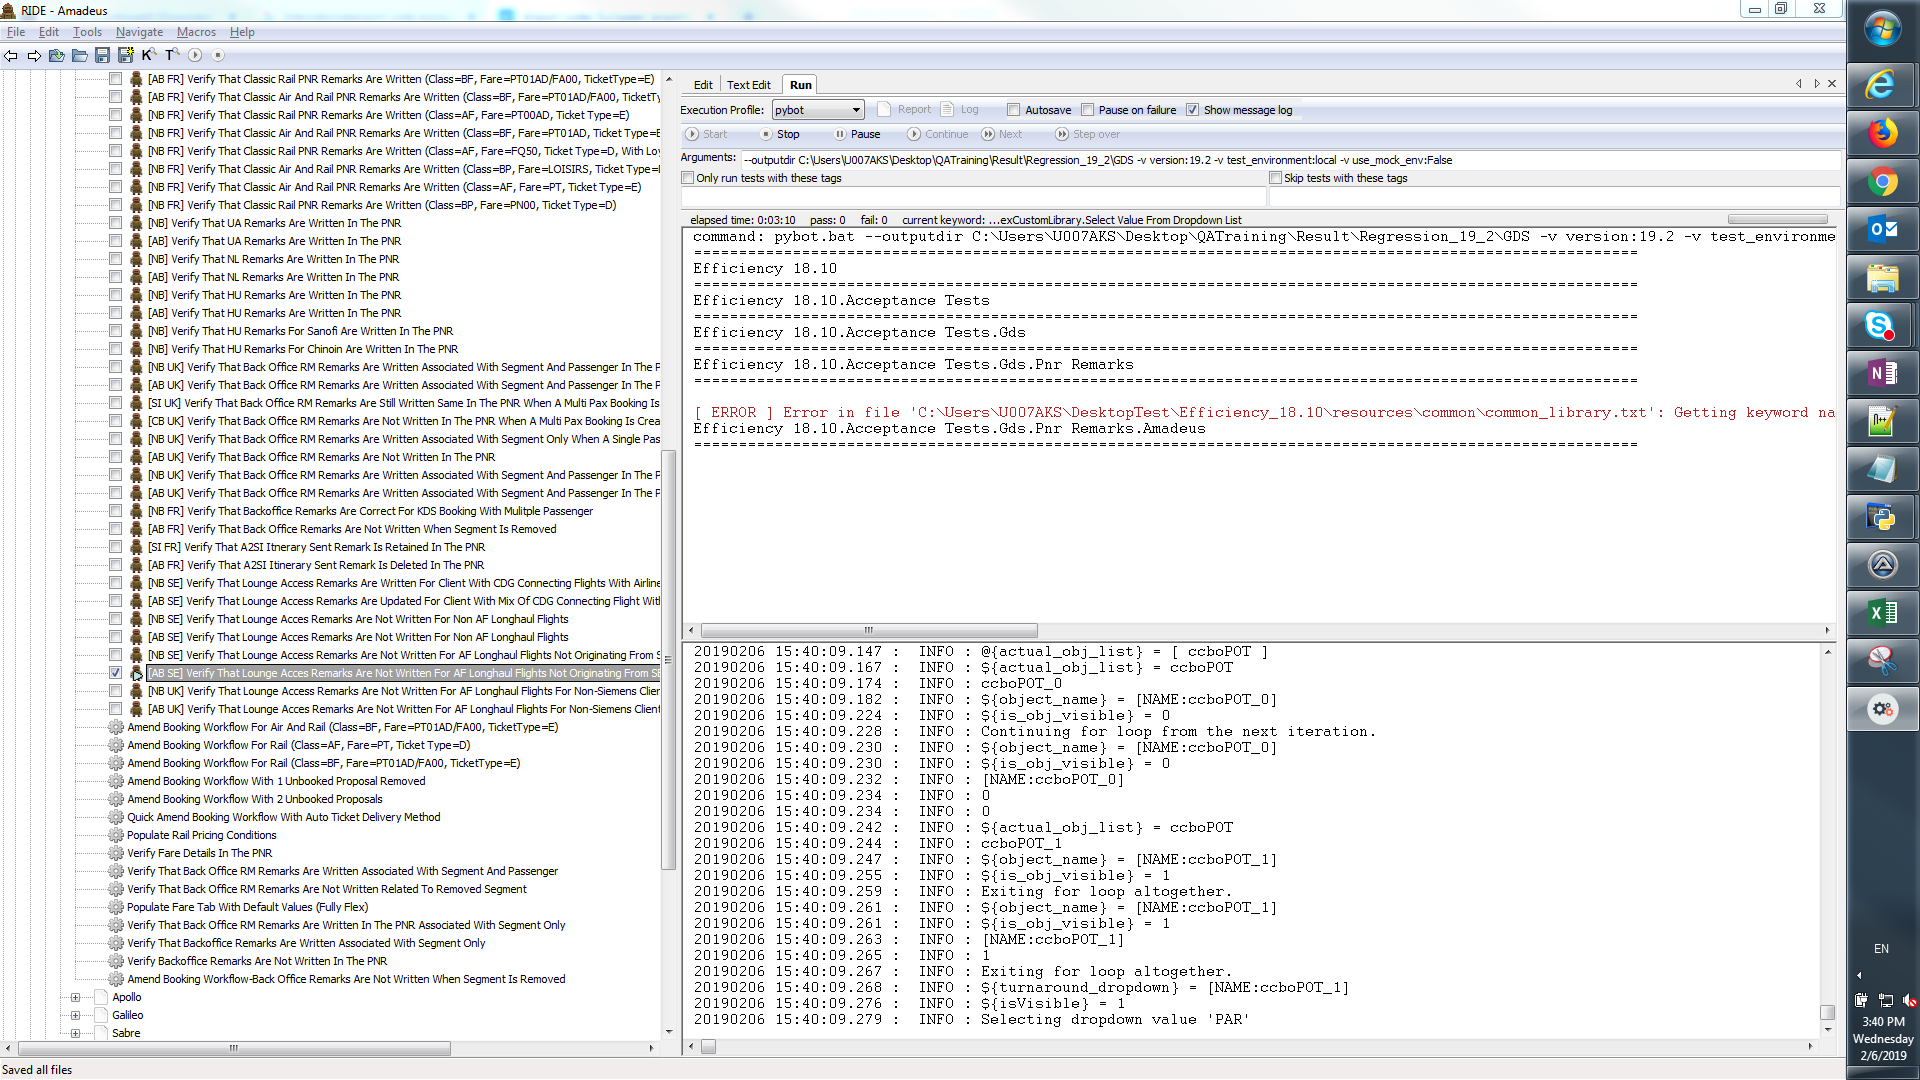 RIDE - Amadeus
File Edit Tools Navigate Macros Help
[AB FR] Verify That Classic Rail PNR Remarks Are Written (Class=BF, Fare=PT01AD/FA00, TicketType=E)
[AB FR] Verify That Classic Air And Rail PNR Remarks Are Written (Class=BF, Fare=PT01AD/FA00, TicketTy
[NB FR] Verify That Classic Rail PNR Remarks Are Written (Class=AF, Fare=PT00AD, Ticket Type=E)
[NB FR] Verify That Classic Air And Rail PNR Remarks Are Written (Class=BF, Fare=PT01AD, Ticket Type=E
[NB FR] Verify That Classic Rail PNR Remarks Are Written (Class=AF, Fare=FQ50, Ticket Type=D, With Lo
[NB FR] Verify That Classic Air And Rail PNR Remarks Are Written (Class=BP, Fare=LOISIRS, Ticket Type=
[NB FR] Verify That Classic Air And Rail PNR Remarks Are Written (Class=AF, Fare=PT, Ticket Type=E)
[NB FR] Verify That Classic Rail PNR Remarks Are Written (Class=BP, Fare=PN00, Ticket Type=D)
[NB] Verify That UA Remarks Are Written In The PNR
[AB] Verify That UA Remarks Are Written In The PNR
[NB] Verify That NL Remarks Are Written In The PNR
[AB] Verify That NL Remarks Are Written In The PNR
[NB] Verify That HU Remarks Are Written In The PNR
[AB] Verify That HU Remarks Are Written In The PNR
[NB] Verify That HU Remarks For Sanofi Are Written In The PNR
[NB] Verify That HU Remarks For Chinoin Are Written In The PNR
[NB UK] Verify That Back Office RM Remarks Are Written Associated With Segment And Passenger In The P
[AB UK] Verify That Back Office RM Remarks Are Written Associated With Segment And Passenger In The P
[SI UK] Verify That Back Office RM Remarks Are Still Written Same In The PNR When A Multi Pax Booking Is
[CB UK] Verify That Back Office RM Remarks Are Not Written In The PNR When A Multi Pax Booking Is Crea
[NB UK] Verify That Back Office RM Remarks Are Written Associated With Segment Only When A Single Pas
[AB UK] Verify That Back Office RM Remarks Are Not Written In The PNR
[NB UK] Verify That Back Office RM Remarks Are Written Associated With Segment And Passenger In The P
[AB UK] Verify That Back Office RM Remarks Are Written Associated With Segment And Passenger In The P
[NB FR] Verify That Backoffice Remarks Are Correct For KDS Booking With Mulitple Passenger
[AB FR] Verify That Back Office Remarks Are Not Written When Segment Is Removed
[SI FR] Verify That A2SI Itnerary Sent Remark Is Retained In The PNR
[AB FR] Verify That A2SI Itinerary Sent Remark Is Deleted In The PNR
[NB SE] Verify That Lounge Access Remarks Are Written For Client With CDG Connecting Flights With Airline
[AB SE] Verify That Lounge Access Remarks Are Updated For Client With Mix Of CDG Connecting Flight Wit
[NB SE] Verify That Lounge Acces Remarks Are Not Written For Non AF Longhaul Flights
[AB SE] Verify That Lounge Acces Remarks Are Not Written For Non AF Longhaul Flights
[NB SE] Verify That Lounge Acces Remarks Are Not Written For AF Longhaul Flights Not Originating From S
[AB SE] Verify That Lounge Acces Remarks Are Not Written For AF Longhaul Flights Not Originating From SE
[NB UK] Verify That Lounge Acces Remarks Are Not Written For AF Longhaul Flights For Non-Siemens Clien
[AB UK] Verify That Lounge Acces Remarks Are Not Written For AF Longhaul Flights For Non-Siemens Client
Amend Booking Workflow For Air And Rail (Class=BF, Fare=PT01AD/FA00, TicketType=E)
Amend Booking Workflow For Rail (Class=AF, Fare=PT, Ticket Type=D)
Amend Booking Workflow For Rail (Class=BF, Fare=PT01AD/FA00, TicketType=E)
Amend Booking Workflow With 1 Unbooked Proposal Removed
Amend Booking Workflow With 2 Unbooked Proposals
Quick Amend Booking Workflow With Auto Ticket Delivery Method
Populate Rail Pricing Conditions
Verify Fare Details In The PNR
Verify That Back Office RM Remarks Are Written Associated With Segment And Passenger
Verify That Back Office RM Remarks Are Not Written Related To Removed Segment
Populate Fare Tab With Default Values (Fully Flex)
Verify That Back Office RM Remarks Are Written In The PNR Associated With Segment Only
Verify That Backoffice Remarks Are Written Associated With Segment Only
Verify Backoffice Remarks Are Not Written In The PNR
Amend Booking Workflow-Back Office Remarks Are Not Written When Segment Is Removed
Apollo
Galileo
Sabre
Saved all files
Edit Text Edit Run
Execution Profile: pybot Report Log Autosave Pause on failure Show message log
Start Stop Pause Continue Next Step over
Arguments: --outputdir C:\Users\U007AKS\Desktop\QATraining\Result\Regression_19_2\GDS -v version:19.2 -v test_environment:local -v use_mock_env:False
Only run tests with these tags Skip tests with these tags
elapsed time: 0:03:10 pass: 0 fail: 0 current keyword: ...exCustomLibrary.Select Value From Dropdown List
command: pybot.bat --outputdir C:\Users\U007AKS\Desktop\QATraining\Result\Regression_19_2\GDS -v version:19.2 -v test_environme
==============================================================================
Efficiency 18.10
==============================================================================
Efficiency 18.10.Acceptance Tests
==============================================================================
Efficiency 18.10.Acceptance Tests.Gds
==============================================================================
Efficiency 18.10.Acceptance Tests.Gds.Pnr Remarks
==============================================================================
[ ERROR ] Error in file 'C:\Users\U007AKS\DesktopTest\Efficiency_18.10\resources\common\common_library.txt': Getting keyword na
Efficiency 18.10.Acceptance Tests.Gds.Pnr Remarks.Amadeus
==============================================================================
20190206 15:40:09.147 : INFO : @{actual_obj_list} = [ ccboPOT ]
20190206 15:40:09.167 : INFO : ${actual_obj_list} = ccboPOT
20190206 15:40:09.174 : INFO : ccboPOT_0
20190206 15:40:09.182 : INFO : ${object_name} = [NAME:ccboPOT_0]
20190206 15:40:09.224 : INFO : ${is_obj_visible} = 0
20190206 15:40:09.228 : INFO : Continuing for loop from the next iteration.
20190206 15:40:09.230 : INFO : ${object_name} = [NAME:ccboPOT_0]
20190206 15:40:09.230 : INFO : ${is_obj_visible} = 0
20190206 15:40:09.232 : INFO : [NAME:ccboPOT_0]
20190206 15:40:09.234 : INFO : 0
20190206 15:40:09.234 : INFO : 0
20190206 15:40:09.242 : INFO : ${actual_obj_list} = ccboPOT
20190206 15:40:09.244 : INFO : ccboPOT_1
20190206 15:40:09.247 : INFO : ${object_name} = [NAME:ccboPOT_1]
20190206 15:40:09.255 : INFO : ${is_obj_visible} = 1
20190206 15:40:09.259 : INFO : Exiting for loop altogether.
20190206 15:40:09.261 : INFO : ${object_name} = [NAME:ccboPOT_1]
20190206 15:40:09.261 : INFO : ${is_obj_visible} = 1
20190206 15:40:09.263 : INFO : [NAME:ccboPOT_1]
20190206 15:40:09.265 : INFO : 1
20190206 15:40:09.267 : INFO : Exiting for loop altogether.
20190206 15:40:09.268 : INFO : ${turnaround_dropdown} = [NAME:ccboPOT_1]
20190206 15:40:09.276 : INFO : ${isVisible} = 1
20190206 15:40:09.279 : INFO : Selecting dropdown value 'PAR'
EN
3:40 PM
Wednesday
2/6/2019